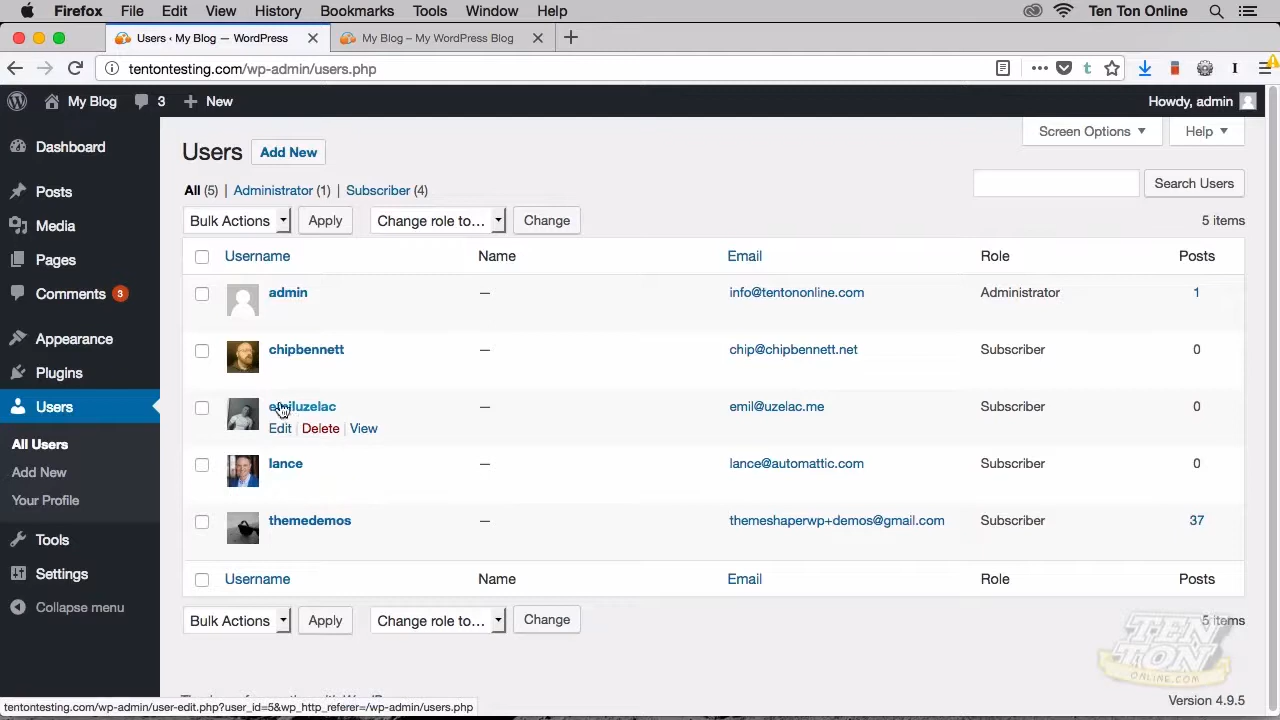 Firefox File Edit View History Bookmarks Tools Window Help Ten Ton Online
Users ‹ My Blog — WordPress My Blog – My WordPress Blog
tentontesting.com/wp-admin/users.php
My Blog 3 New Howdy, admin
Screen Options Help
Dashboard
Posts
Media
Pages
Comments 3
Appearance
Plugins
Users
All Users
Add New
Your Profile
Tools
Settings
Collapse menu
Users Add New
All (5) | Administrator (1) | Subscriber (4)
Search Users
Bulk Actions Apply Change role to… Change 5 items
Username Name Email Role Posts
admin — info@tentononline.com Administrator 1
chipbennett — chip@chipbennett.net Subscriber 0
emiluzelac — emil@uzelac.me Subscriber 0
Edit | Delete | View
lance — lance@automattic.com Subscriber 0
themedemos — themeshaperwp+demos@gmail.com Subscriber 37
Username Name Email Role Posts
Bulk Actions Apply Change role to… Change 5 items
TEN
TON
ONLINE.COM
Version 4.9.5
tentontesting.com/wp-admin/user-edit.php?user_id=5&wp_http_referer=/wp-admin/users.php